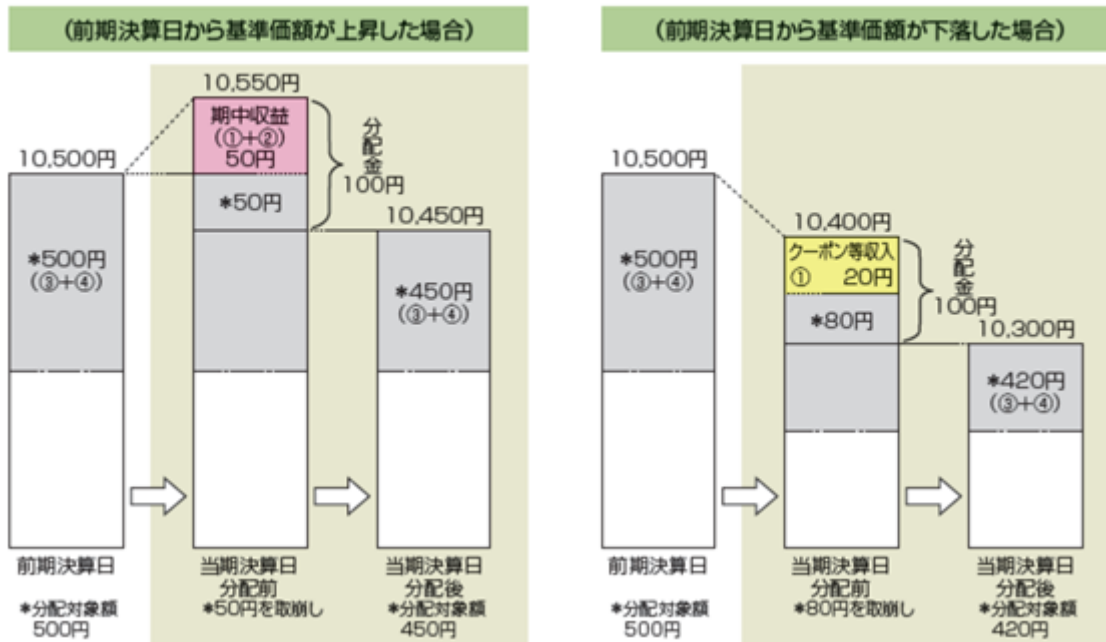 (前期決算日から基準価額が上昇した場合)
10,550円
期中収益
(①+②)
50円
10,500円
分配金
100円
*50円
10,450円
*500円
(③+④)
*450円
(③+④)
前期決算日
当期決算日
分配前
当期決算日
分配後
*分配対象額
500円
*50円を取崩し
*分配対象額
450円
(前期決算日から基準価額が下落した場合)
10,500円
10,400円
クーポン等収入
① 20円
分配金
100円
*500円
(③+④)
*80円
10,300円
*420円
(③+④)
前期決算日
当期決算日
分配前
当期決算日
分配後
*分配対象額
500円
*80円を取崩し
*分配対象額
420円